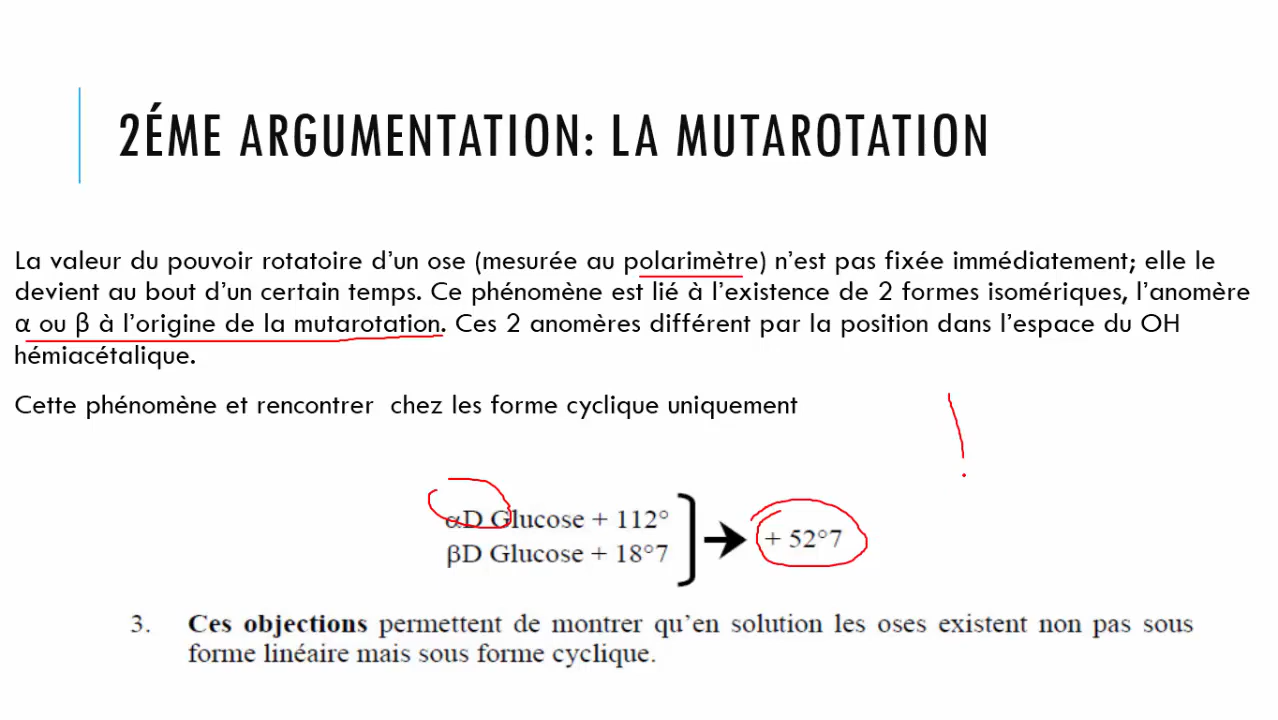 2ÉME ARGUMENTATION: LA MUTAROTATION
La valeur du pouvoir rotatoire d’un ose (mesurée au polarimètre) n’est pas fixée immédiatement; elle le
devient au bout d’un certain temps. Ce phénomène est lié à l’existence de 2 formes isomériques, l’anomère
α ou β à l’origine de la mutarotation. Ces 2 anomères différent par la position dans l’espace du OH
hémiacétalique.
Cette phénomène et rencontrer chez les forme cyclique uniquement
!
αD Glucose + 112°
βD Glucose + 18°7
+ 52°7
3. Ces objections permettent de montrer qu’en solution les oses existent non pas sous
forme linéaire mais sous forme cyclique.